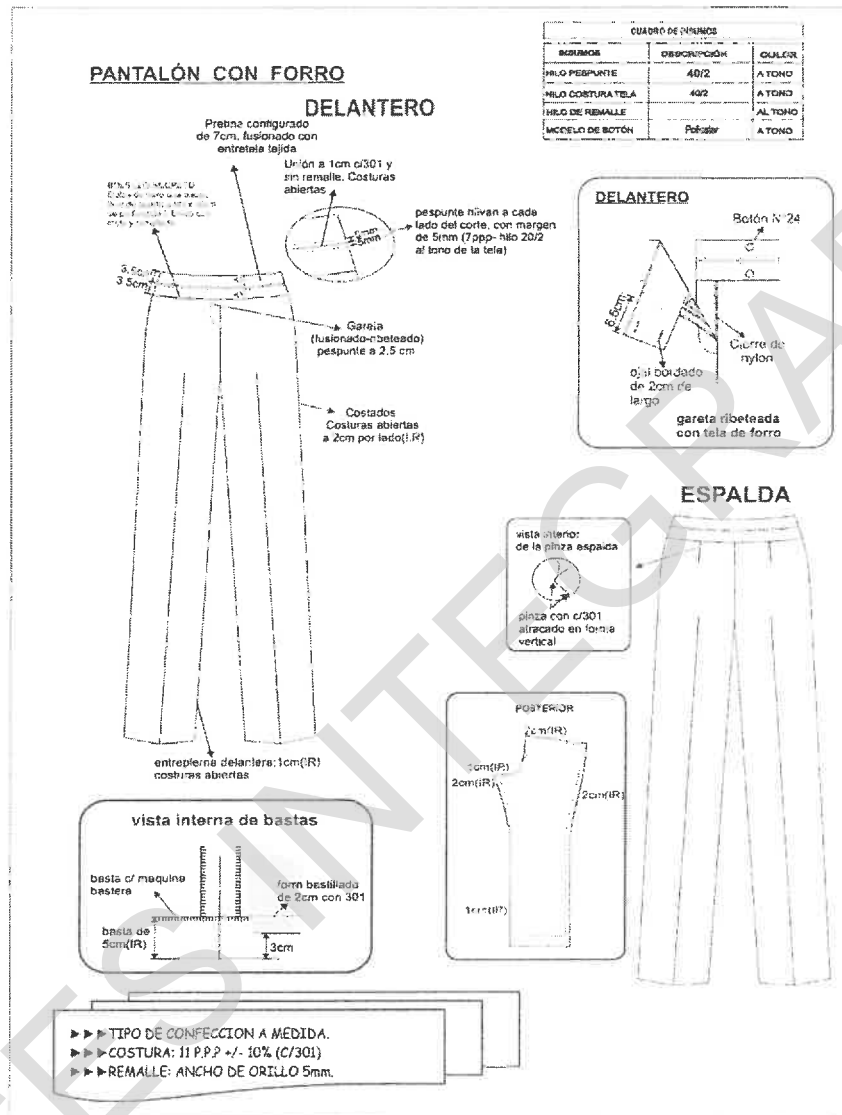 CUADRO DE INSUMOS
INSUMOS DESCRIPCIÓN COLOR
HILO PESPUNTE 40/2 A TONO
HILO COSTURA TELA 40/2 A TONO
HILO DE REMALLE AL TONO
MODELO DE BOTÓN Poliester A TONO
PANTALÓN CON FORRO
DELANTERO
Pretina configurado
de 7cm, fusionado con
entretela tejida
Unión a 1cm c/301 y
sin remalle. Costuras
abiertas
5mm
5mm
pespunte hilvan a cada
lado del corte, con margen
de 5mm (7ppp- hilo 20/2
al tono de la tela)
3.5cm
3.5cm
Gareta
(fusionado-ribeteado)
pespunte a 2.5 cm
Costados
Costuras abiertas
a 2cm por lado(I.R)
entrepierna delantera:1cm(IR)
costuras abiertas
DELANTERO
Botón N°24
6.5cm
Cierre de
nylon
ojal bordado
de 2cm de
largo
gareta ribeteada
con tela de forro
ESPALDA
vista interior
de la pinza espalda
pinza con c/301
atracado en forma
vertical
POSTERIOR
2cm(IR)
1cm(IR)
2cm(IR)
2cm(IR)
1cm(IR)
vista interna de bastas
basta c/ maquina
bastera
forro bastillado
de 2cm con 301
basta de
5cm(IR)
3cm
►►►TIPO DE CONFECCION A MEDIDA.
►►►COSTURA: 11 P.P.P +/- 10% (C/301)
►►►REMALLE: ANCHO DE ORILLO 5mm.
ES INTEGRA